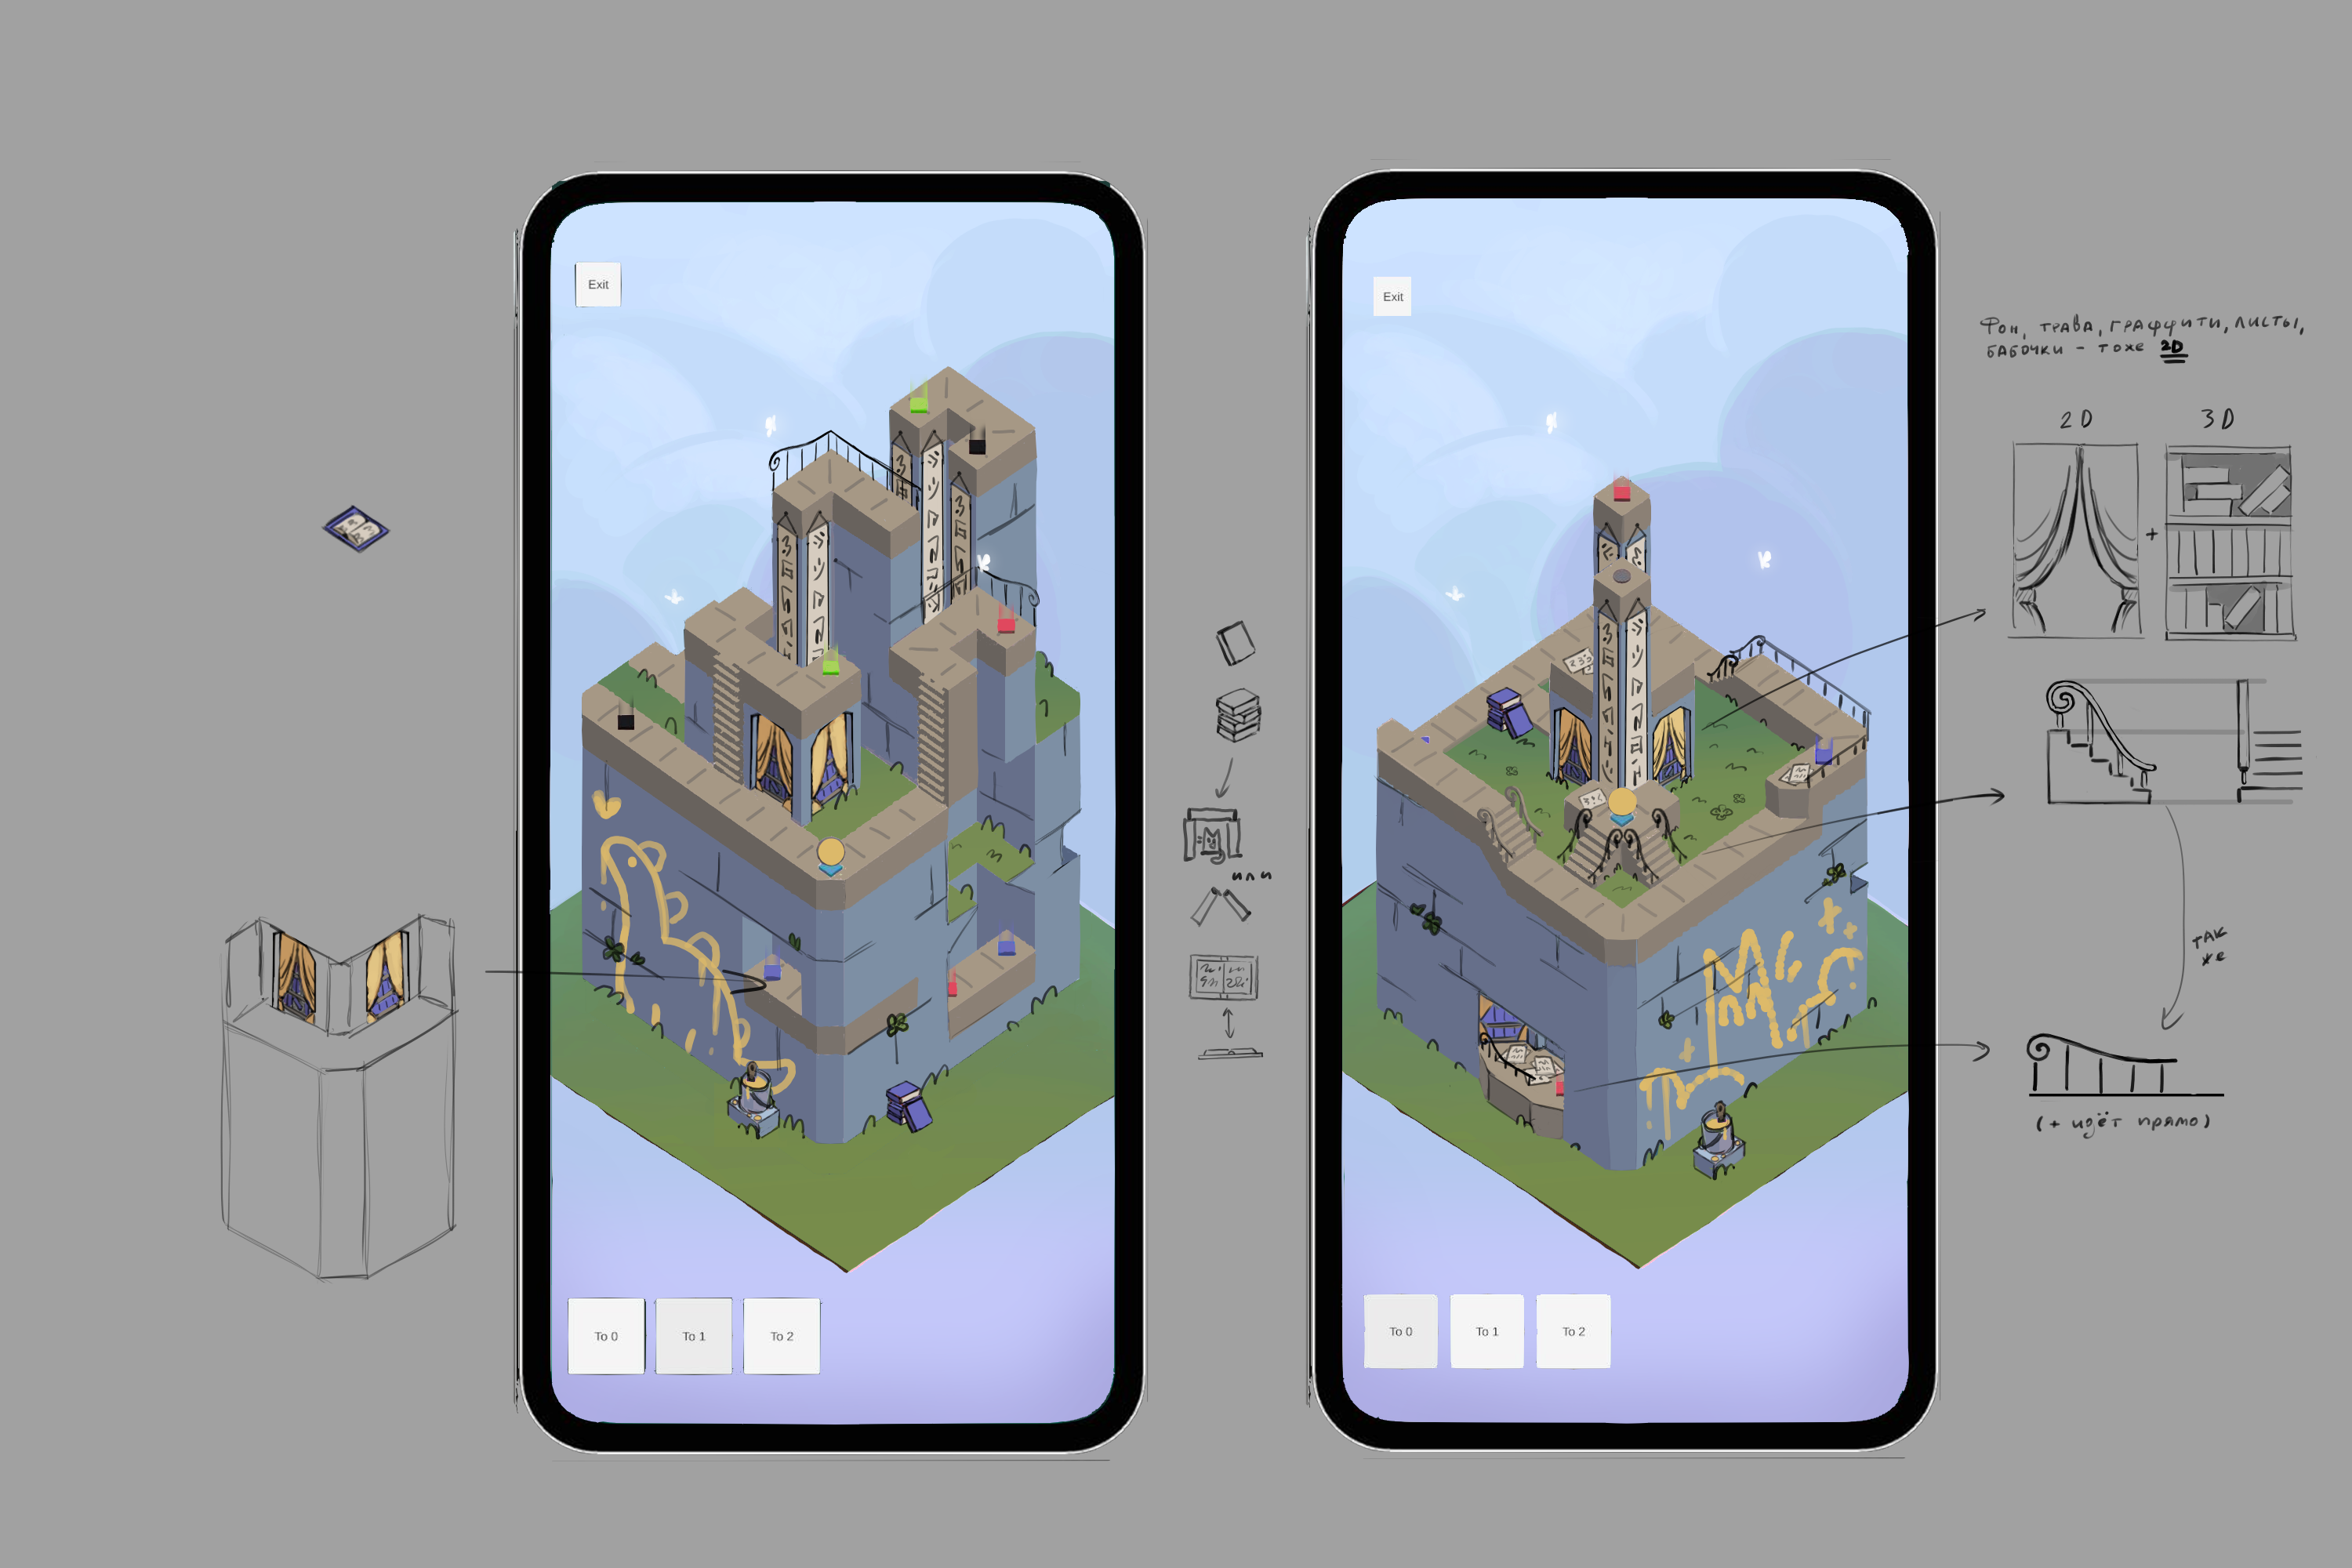 Exit
To 0
To 1
To 2
или
Exit
To 0
To 1
To 2
Фон, трава, граффити, листы,
бабочки - тоже 2D
2D
3D
+
так
же
(+ идёт прямо)